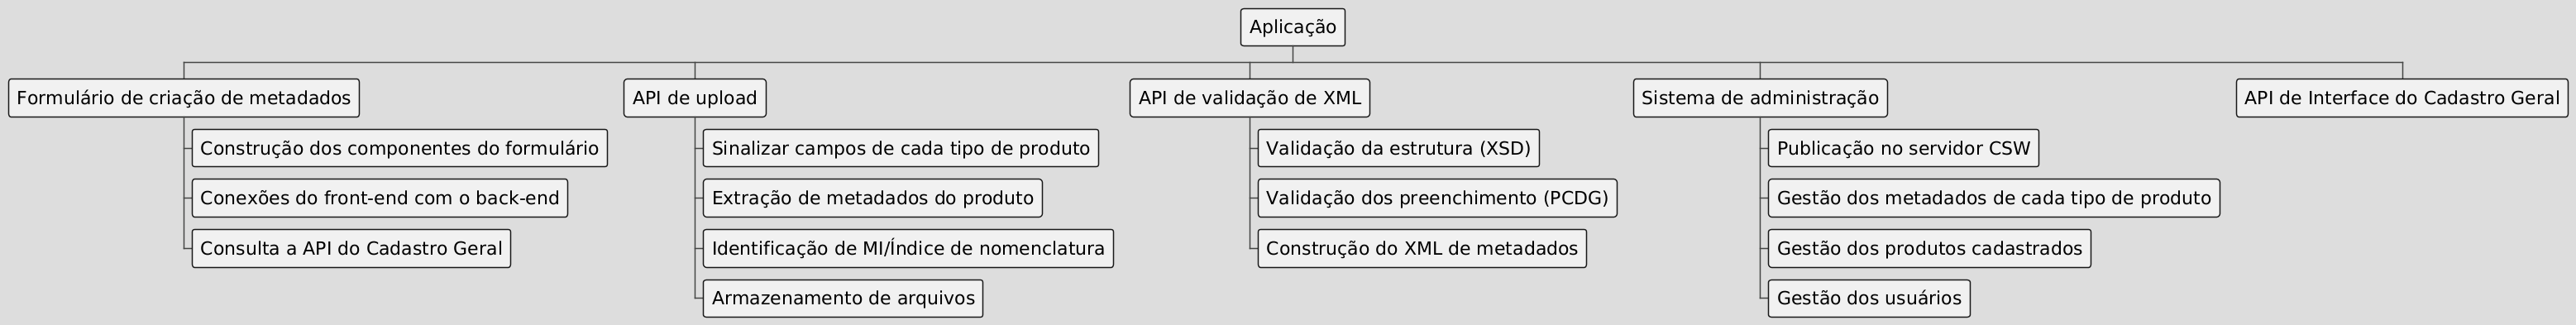 Aplicação
Formulário de criação de metadados
Construção dos componentes do formulário
Conexões do front-end com o back-end
Consulta a API do Cadastro Geral
API de upload
Sinalizar campos de cada tipo de produto
Extração de metadados do produto
Identificação de MI/Índice de nomenclatura
Armazenamento de arquivos
API de validação de XML
Validação da estrutura (XSD)
Validação dos preenchimento (PCDG)
Construção do XML de metadados
Sistema de administração
Publicação no servidor CSW
Gestão dos metadados de cada tipo de produto
Gestão dos produtos cadastrados
Gestão dos usuários
API de Interface do Cadastro Geral